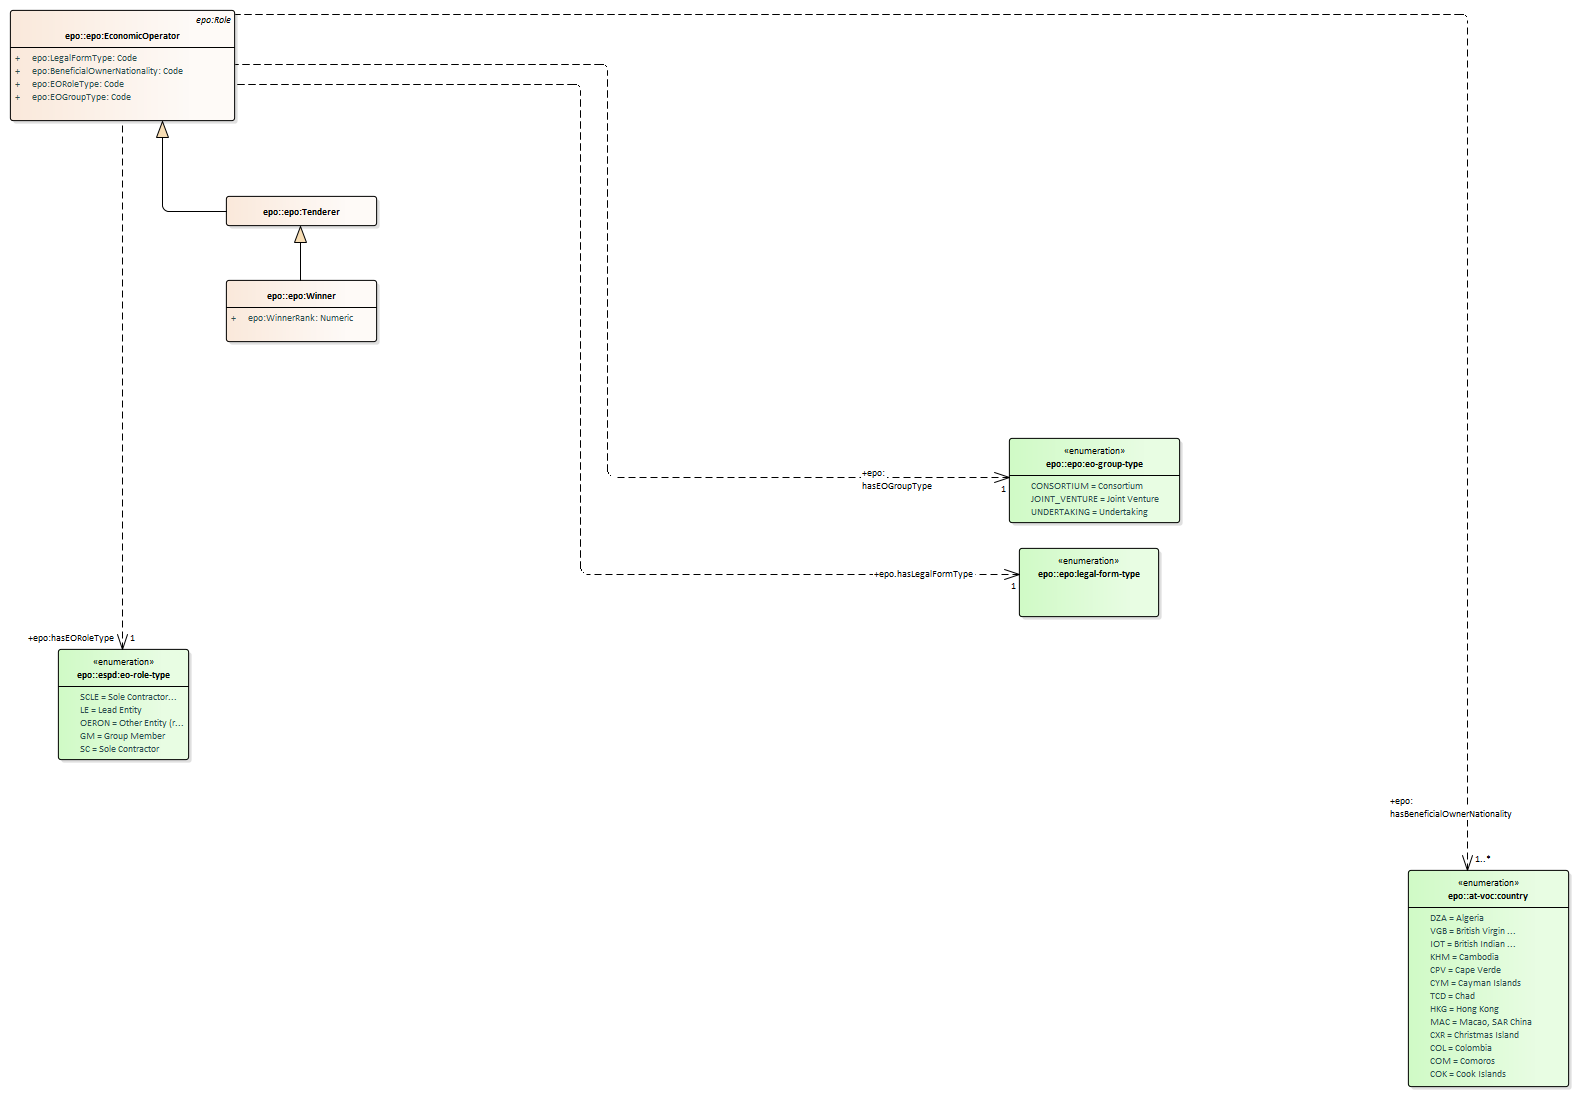 epo:Role
epo::epo:EconomicOperator
+ epo:LegalFormType: Code
+ epo:BeneficialOwnerNationality: Code
+ epo:EORoleType: Code
+ epo:EOGroupType: Code
epo::epo:Tenderer
epo::epo:Winner
+ epo:WinnerRank: Numeric
«enumeration»
epo::epo:eo-group-type
CONSORTIUM = Consortium
JOINT_VENTURE = Joint Venture
UNDERTAKING = Undertaking
+epo:
hasEOGroupType
1
«enumeration»
epo::epo:legal-form-type
+epo.hasLegalFormType
1
+epo:hasEORoleType 1
«enumeration»
epo::espd:eo-role-type
SCLE = Sole Contractor...
LE = Lead Entity
OERON = Other Entity (r...
GM = Group Member
SC = Sole Contractor
+epo:
hasBeneficialOwnerNationality
1..*
«enumeration»
epo::at-voc:country
DZA = Algeria
VGB = British Virgin ...
IOT = British Indian ...
KHM = Cambodia
CPV = Cape Verde
CYM = Cayman Islands
TCD = Chad
HKG = Hong Kong
MAC = Macao, SAR China
CXR = Christmas Island
COL = Colombia
COM = Comoros
COK = Cook Islands